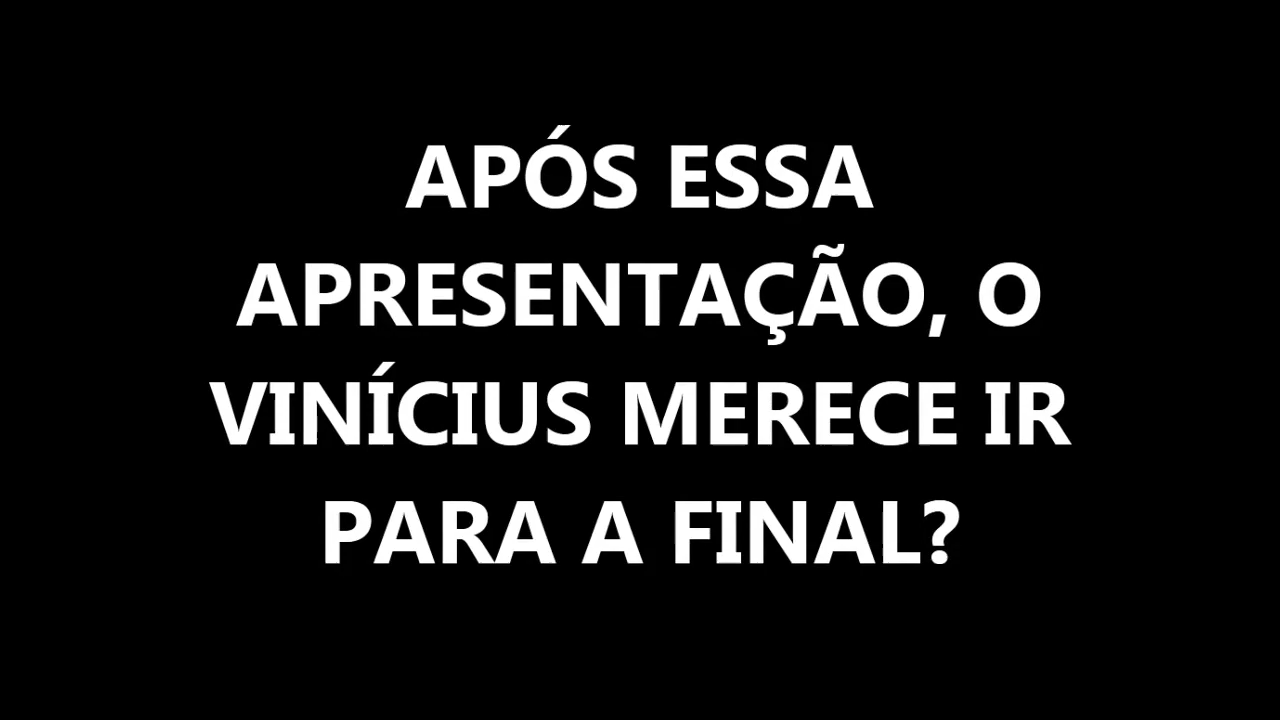 APÓS ESSA
APRESENTAÇÃO, O
VINÍCIUS MERECE IR
PARA A FINAL?